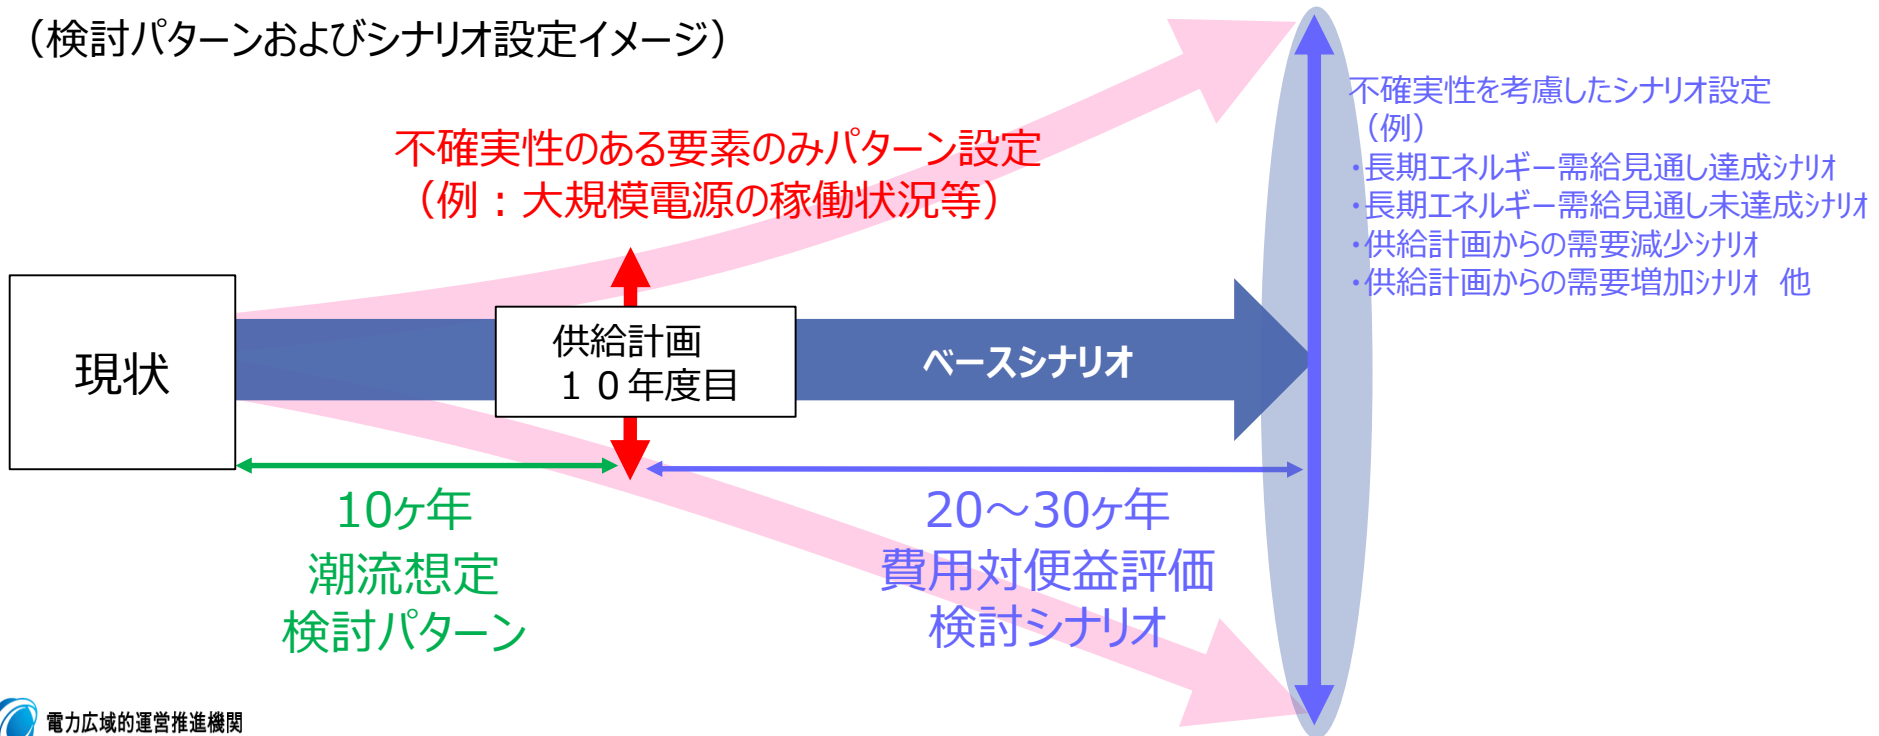 （検討パターンおよびシナリオ設定イメージ）
不確実性のある要素のみパターン設定
（例：大規模電源の稼働状況等）
不確実性を考慮したシナリオ設定
（例）
・長期エネルギー需給見通し達成ｼﾅﾘｵ
・長期エネルギー需給見通し未達成ｼﾅﾘｵ
・供給計画からの需要減少ｼﾅﾘｵ
・供給計画からの需要増加ｼﾅﾘｵ　他
現状
供給計画
１０年度目
ベースシナリオ
10ヶ年
潮流想定
検討パターン
20～30ヶ年
費用対便益評価
検討シナリオ
電力広域的運営推進機関